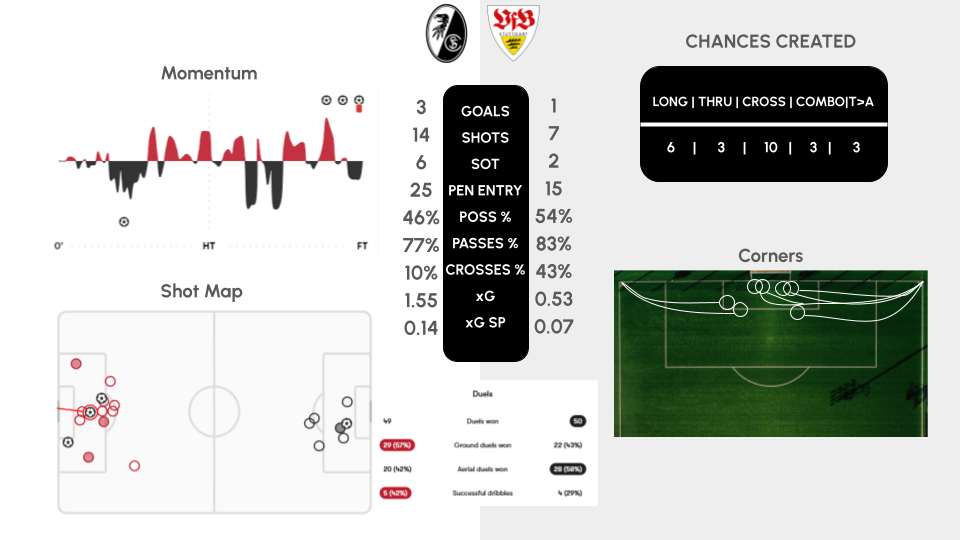 VfB
STUTTGART
CHANCES CREATED
Momentum
LONG | THRU | CROSS | COMBO|T>A
6 | 3 | 10 | 3 | 3
3 GOALS 1
14 SHOTS 7
6 SOT 2
25 PEN ENTRY 15
46% POSS % 54%
77% PASSES % 83%
10% CROSSES % 43%
1.55 xG 0.53
0.14 xG SP 0.07
0' HT FT
Corners
Shot Map
Duels
49 Duels won 50
29 (57%) Ground duels won 22 (43%)
20 (42%) Aerial duels won 28 (58%)
5 (42%) Successful dribbles 4 (29%)